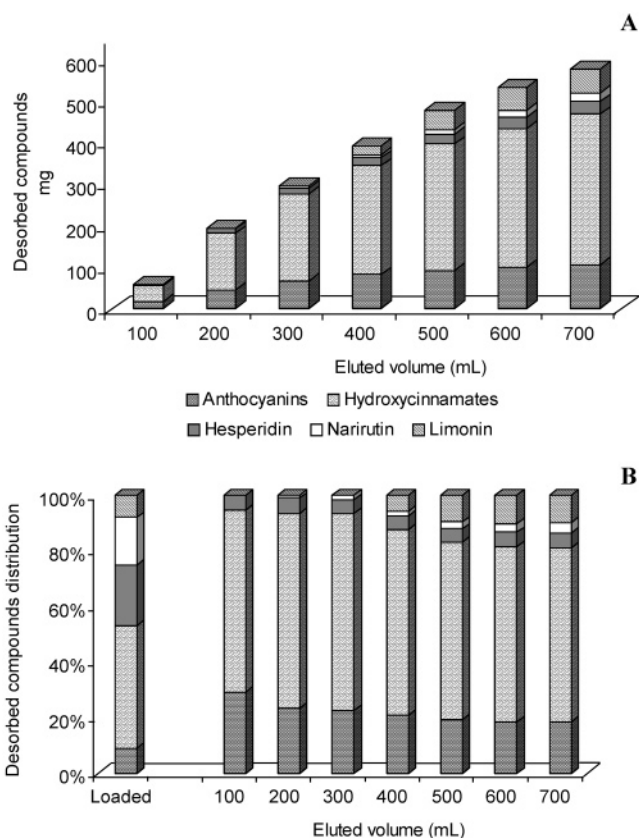 A
Desorbed compounds
mg
600
500
400
300
200
100
0
100 200 300 400 500 600 700
Eluted volume (mL)
Anthocyanins Hydroxycinnamates
Hesperidin Narirutin Limonin
B
Desorbed compounds distribution
100%
80%
60%
40%
20%
0%
Loaded 100 200 300 400 500 600 700
Eluted volume (mL)